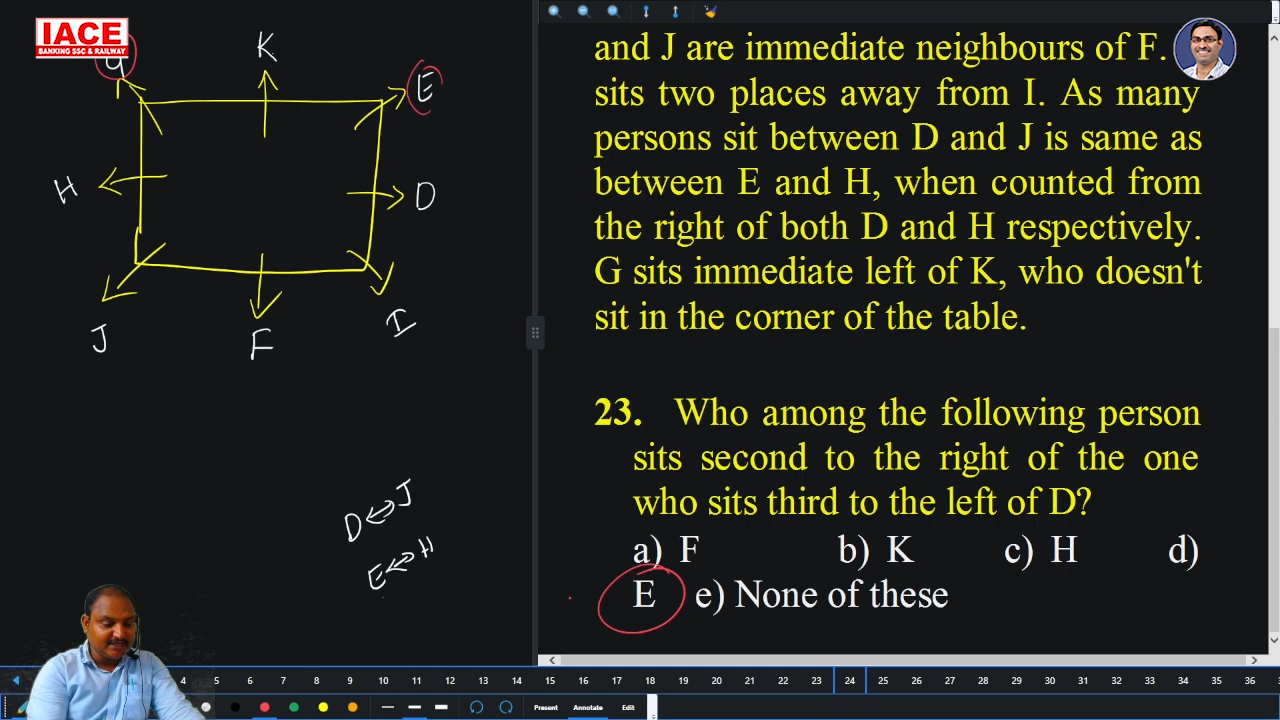 IACE
BANKING SSC & RAILWAY
K
E
H
D
J
F
I
D ↔ J
E ↔ H
and J are immediate neighbours of F.
sits two places away from I. As many
persons sit between D and J is same as
between E and H, when counted from
the right of both D and H respectively.
G sits immediate left of K, who doesn't
sit in the corner of the table.
23. Who among the following person
sits second to the right of the one
who sits third to the left of D?
a) F b) K c) H d)
E e) None of these
4 5 6 7 8 9 10 11 12 13 14 15 16 17 18 19 20 21 22 23 24 25 26 27 28 29 30 31 32 33 34 35 36
Present Annotate Edit